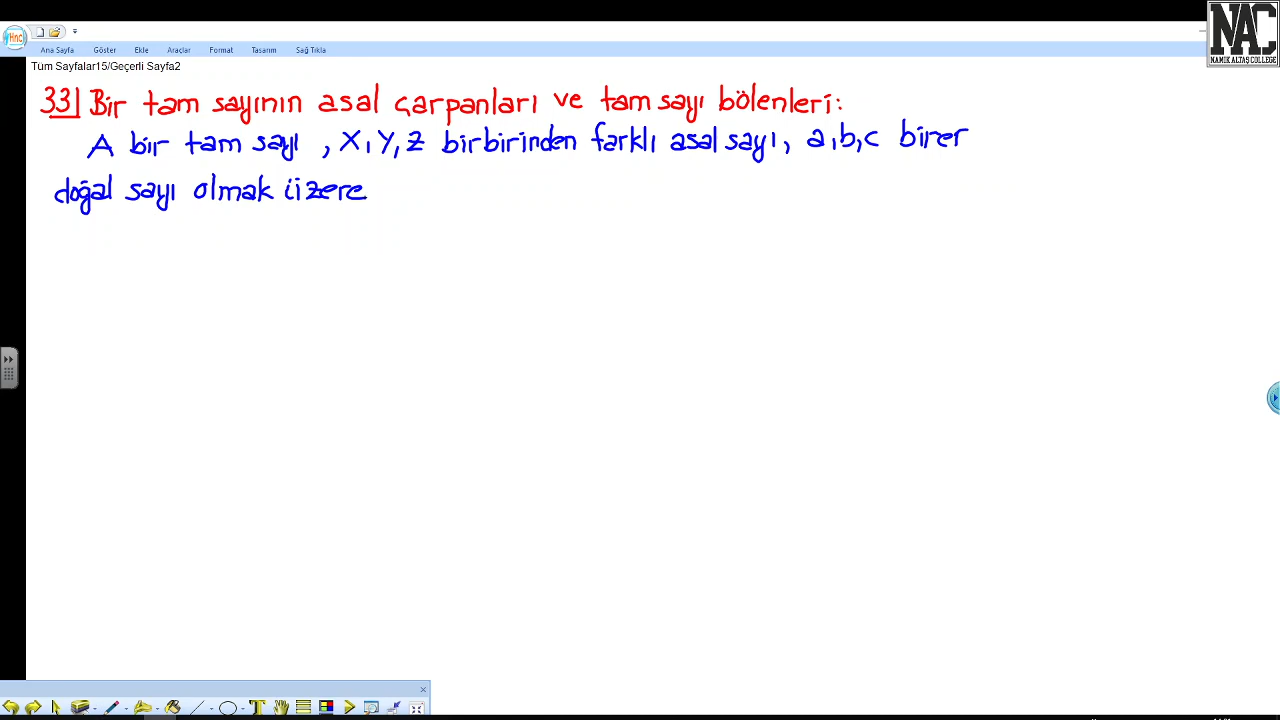 NAC
NAMIK ALTAŞ COLLEGE
Hnc
Ana Sayfa Göster Ekle Araçlar Format Tasarım Sağ Tıkla
Tüm Sayfalar15/Geçerli Sayfa2
33| Bir tam sayının asal çarpanları ve tam sayı bölenleri:
A bir tam sayı , X, Y, Z birbirinden farklı asal sayı, a,b,c birer
doğal sayı olmak üzere